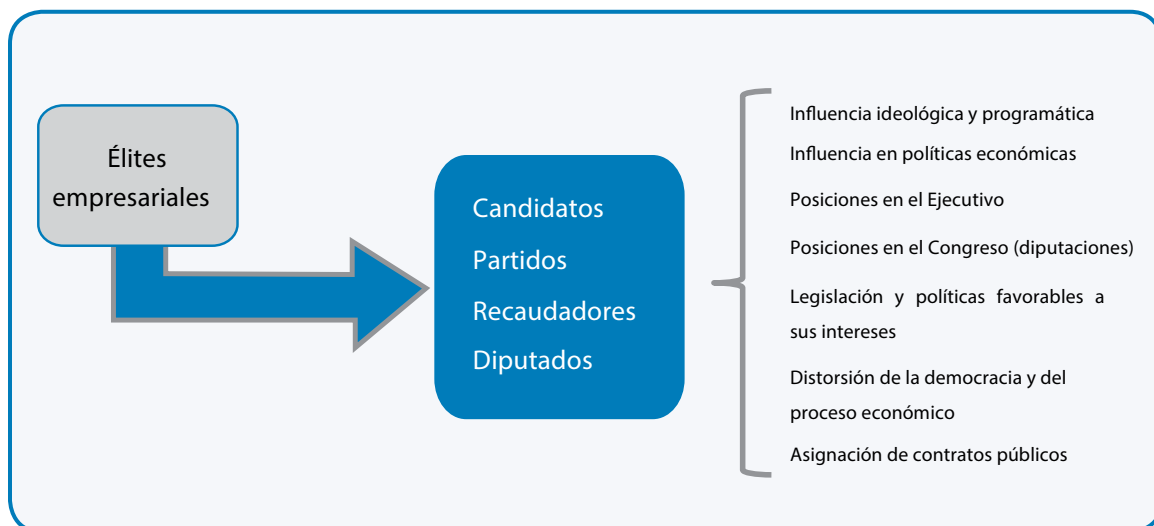 Élites
empresariales
Candidatos
Partidos
Recaudadores
Diputados
Influencia ideológica y programática
Influencia en políticas económicas
Posiciones en el Ejecutivo
Posiciones en el Congreso (diputaciones)
Legislación y políticas favorables a
sus intereses
Distorsión de la democracia y del
proceso económico
Asignación de contratos públicos